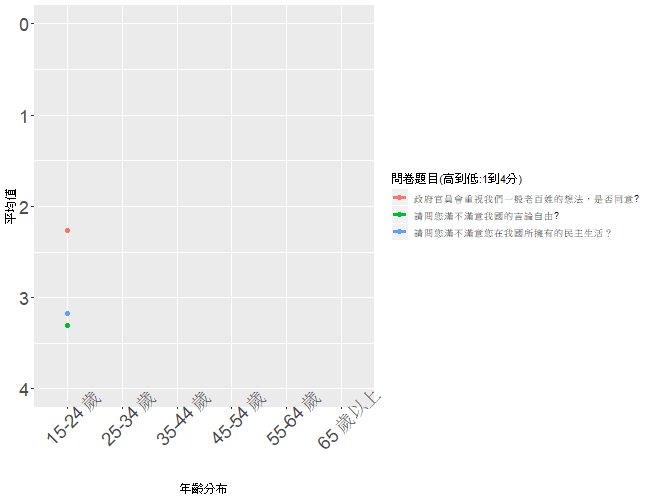 0
1
2
3
4
平均值
15-24 歲
25-34 歲
35-44 歲
45-54 歲
55-64 歲
65 歲以上
年齡分布
問卷題目(高到低:1到4分)
政府官員會重視我們一般老百姓的想法，是否同意?
請問您滿不滿意我國的言論自由?
請問您滿不滿意您在我國所擁有的民主生活？